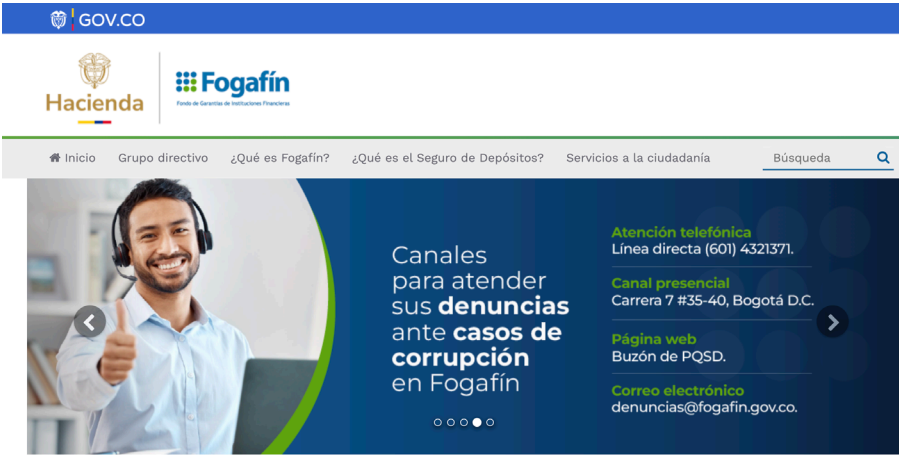 GOV.CO
Hacienda
Fogafín
Fondo de Garantías de Instituciones Financieras
Inicio
Grupo directivo
¿Qué es Fogafín?
¿Qué es el Seguro de Depósitos?
Servicios a la ciudadanía
Búsqueda
Canales
para atender
sus denuncias
ante casos de
corrupción
en Fogafín
Atención telefónica
Línea directa (601) 4321371.
Canal presencial
Carrera 7 #35-40, Bogotá D.C.
Página web
Buzón de PQSD.
Correo electrónico
denuncias@fogafin.gov.co.